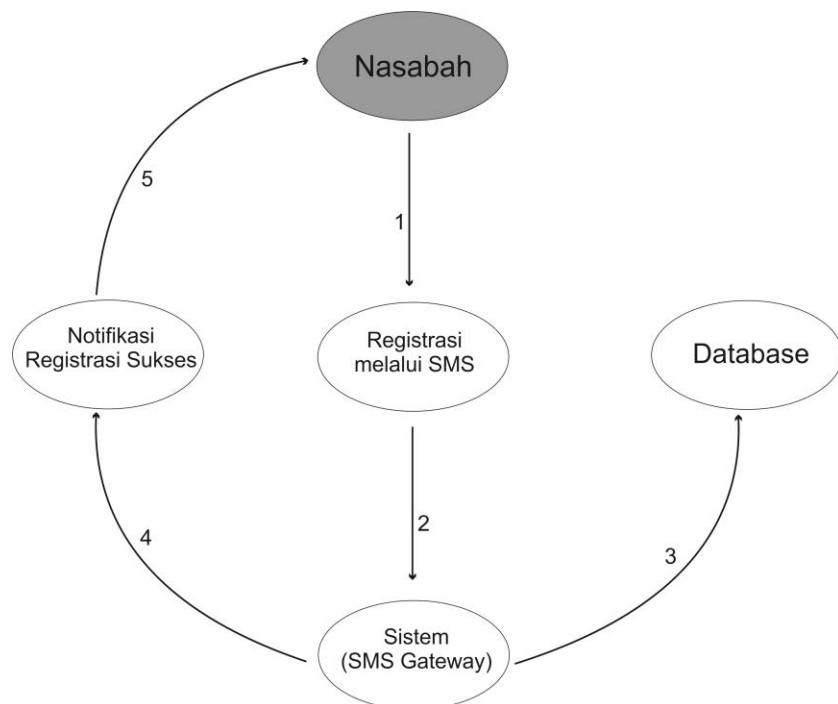 Nasabah
5
1
Notifikasi
Registrasi Sukses
Registrasi
melalui SMS
Database
4
2
3
Sistem
(SMS Gateway)